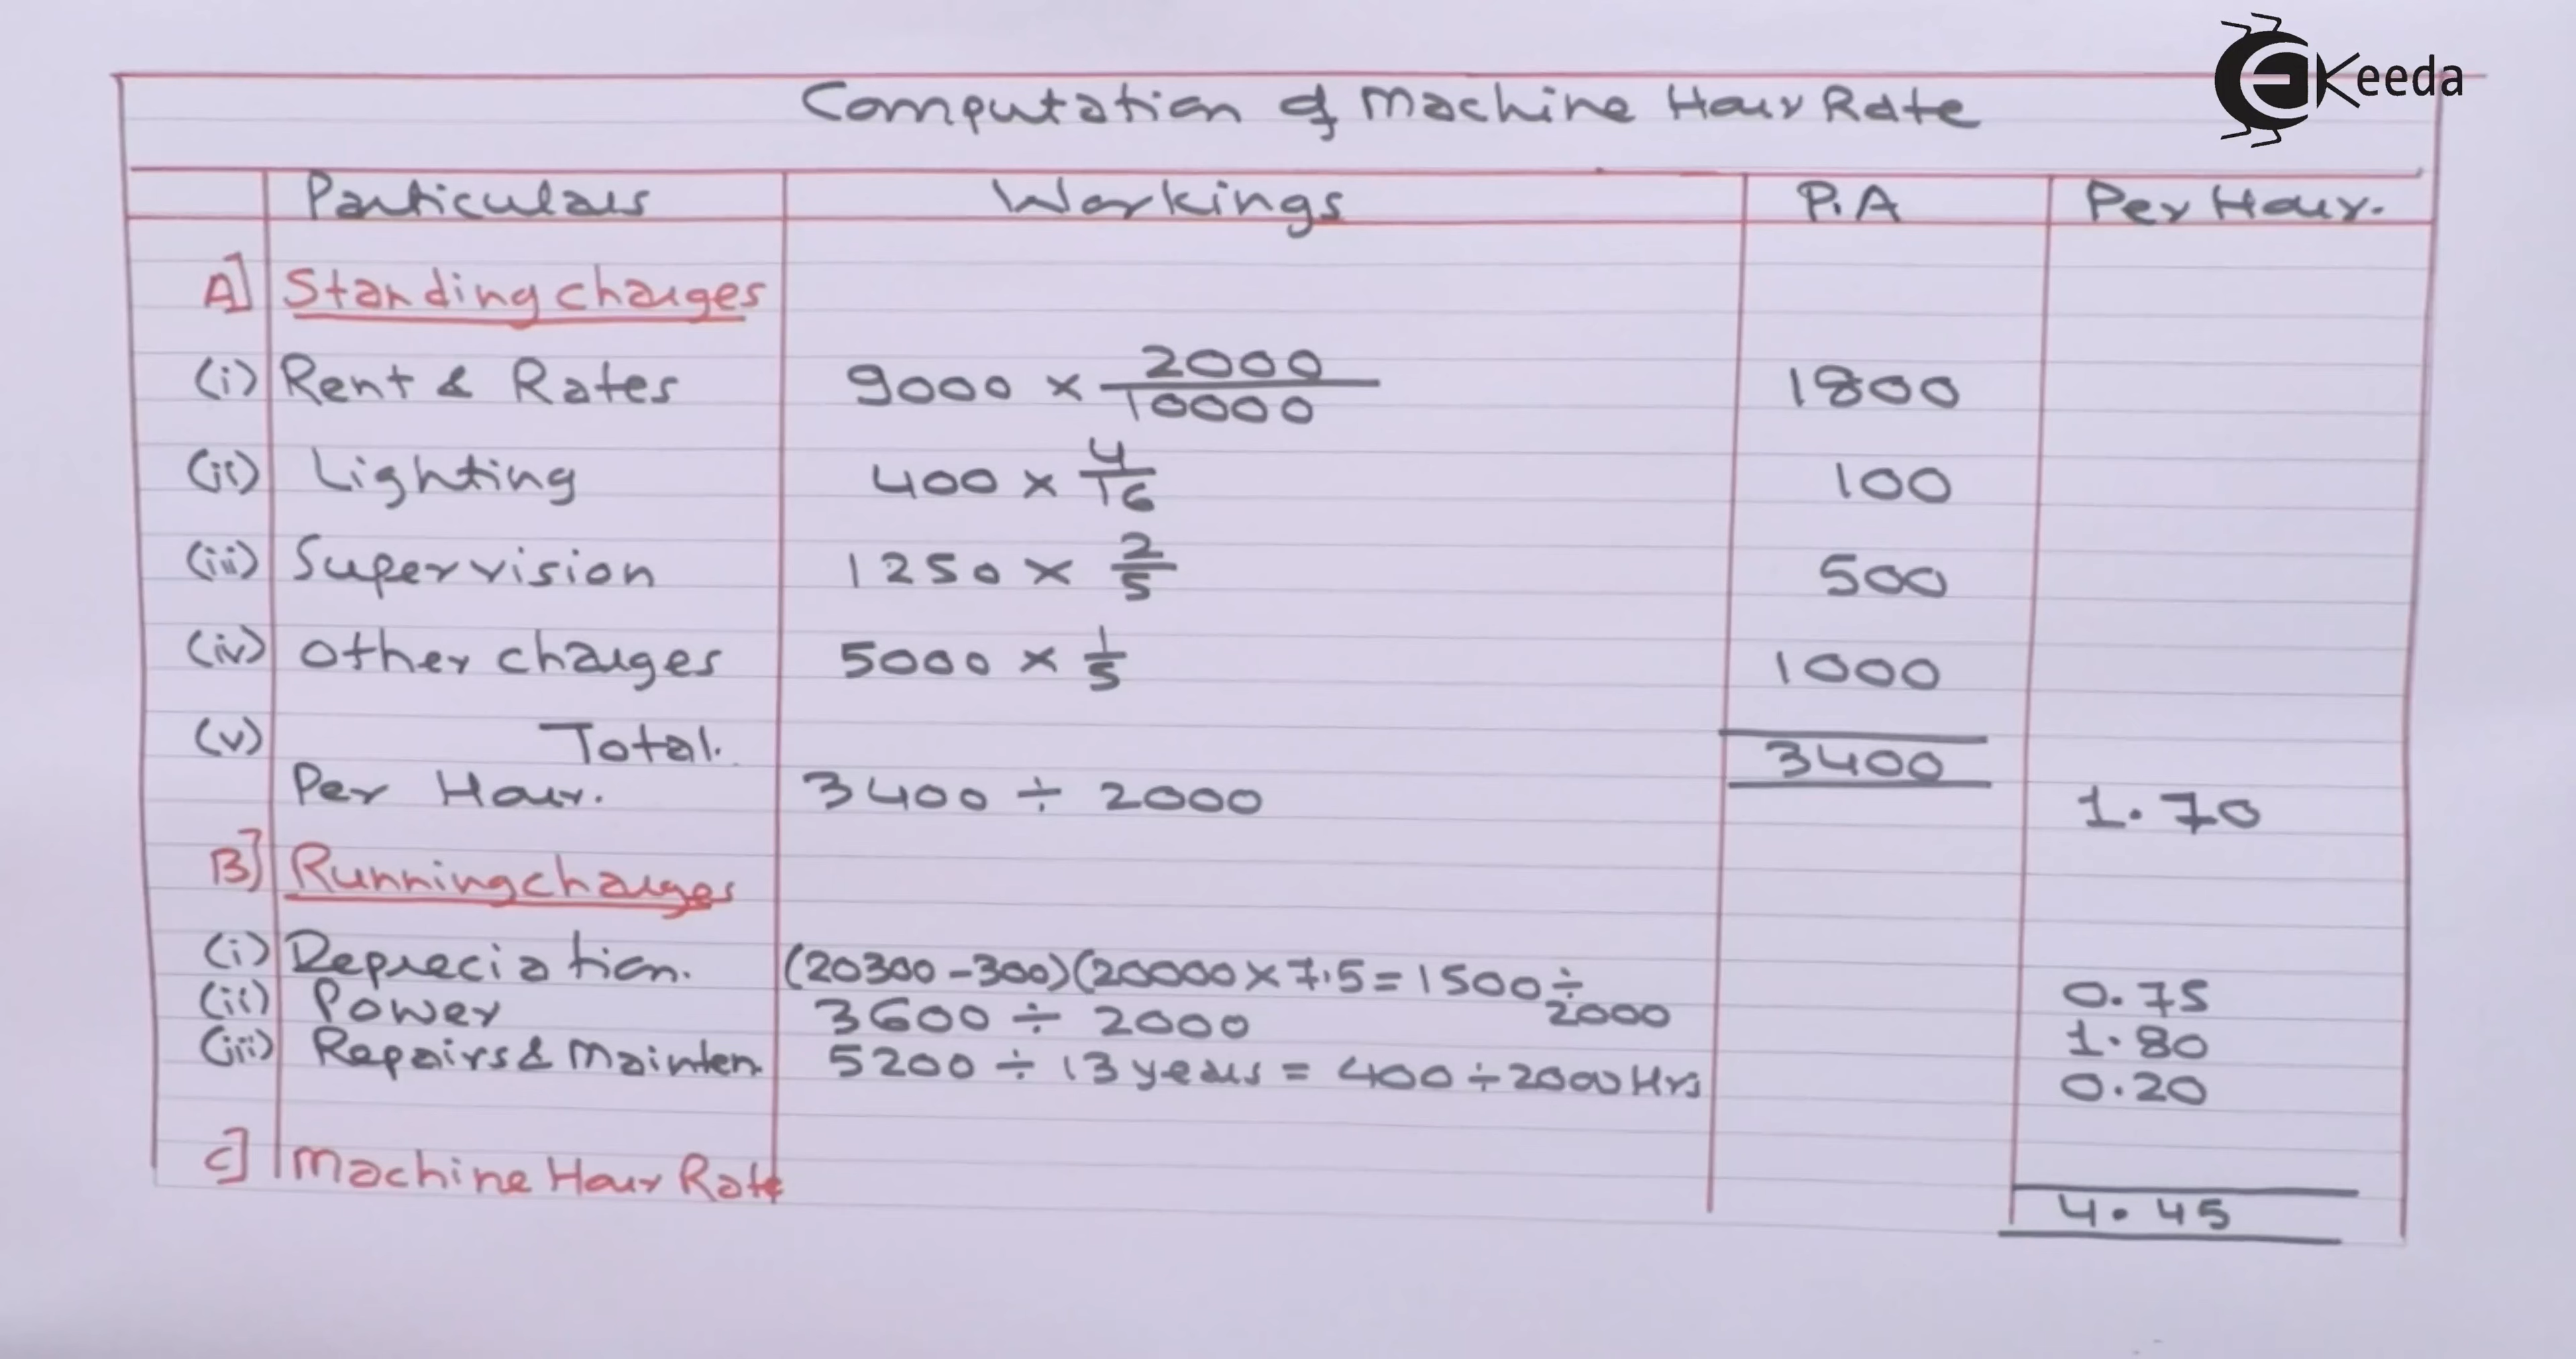 Keeda
Computation of Machine Hour Rate
Particulars Workings P.A Per Hour.
A] Standing charges
(i) Rent & Rates 9000 × 2000/10000 1800
(ii) Lighting 400 × 4/16 100
(iii) Supervision 1250 × 2/5 500
(iv) Other charges 5000 × 1/5 1000
(v) Total. 3400
Per Hour. 3400 ÷ 2000 1.70
B] Running charges
(i) Depreciation. (20300-300)(20000×7.5=1500÷2000 0.75
(ii) Power 3600 ÷ 2000 1.80
(iii) Repairs & Mainten. 5200 ÷ 13 years = 400÷2000 Hrs 0.20
C] Machine Hour Rate 4.45